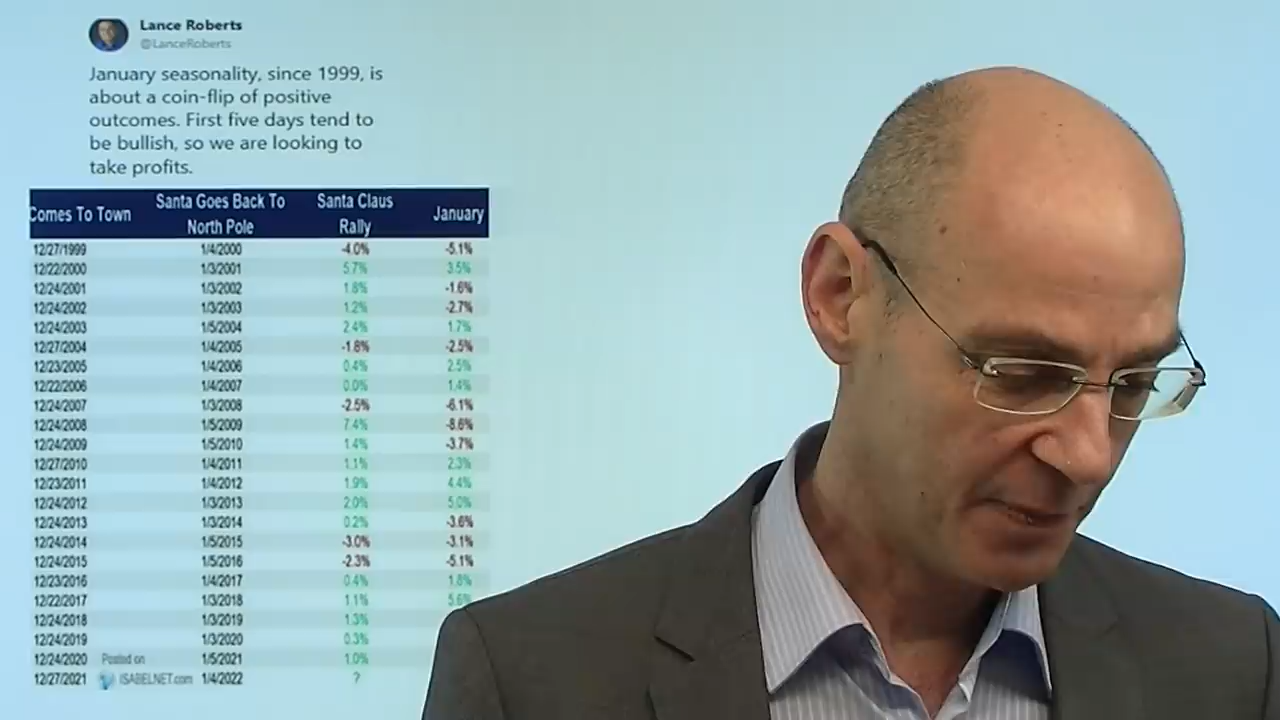 Lance Roberts
@LanceRoberts
January seasonality, since 1999, is
about a coin-flip of positive
outcomes. First five days tend to
be bullish, so we are looking to
take profits.
Comes To Town Santa Goes Back To North Pole Santa Claus Rally January
12/27/1999 1/4/2000 -4.0% -5.1%
12/22/2000 1/3/2001 5.7% 3.5%
12/24/2001 1/3/2002 1.8% -1.6%
12/24/2002 1/3/2003 1.2% -2.7%
12/24/2003 1/5/2004 2.4% 1.7%
12/27/2004 1/4/2005 -1.8% -2.5%
12/23/2005 1/4/2006 0.4% 2.5%
12/22/2006 1/4/2007 0.0% 1.4%
12/24/2007 1/3/2008 -2.5% -6.1%
12/24/2008 1/5/2009 7.4% -8.6%
12/24/2009 1/5/2010 1.4% -3.7%
12/27/2010 1/4/2011 1.1% 2.3%
12/23/2011 1/4/2012 1.9% 4.4%
12/24/2012 1/3/2013 2.0% 5.0%
12/24/2013 1/3/2014 0.2% -3.6%
12/24/2014 1/5/2015 -3.0% -3.1%
12/24/2015 1/5/2016 -2.3% -5.1%
12/23/2016 1/4/2017 0.4% 1.8%
12/22/2017 1/3/2018 1.1% 5.6%
12/24/2018 1/3/2019 1.3%
12/24/2019 1/3/2020 0.3%
12/24/2020 Posted on 1/5/2021 1.0%
12/27/2021 ISABELNET.com 1/4/2022 ?